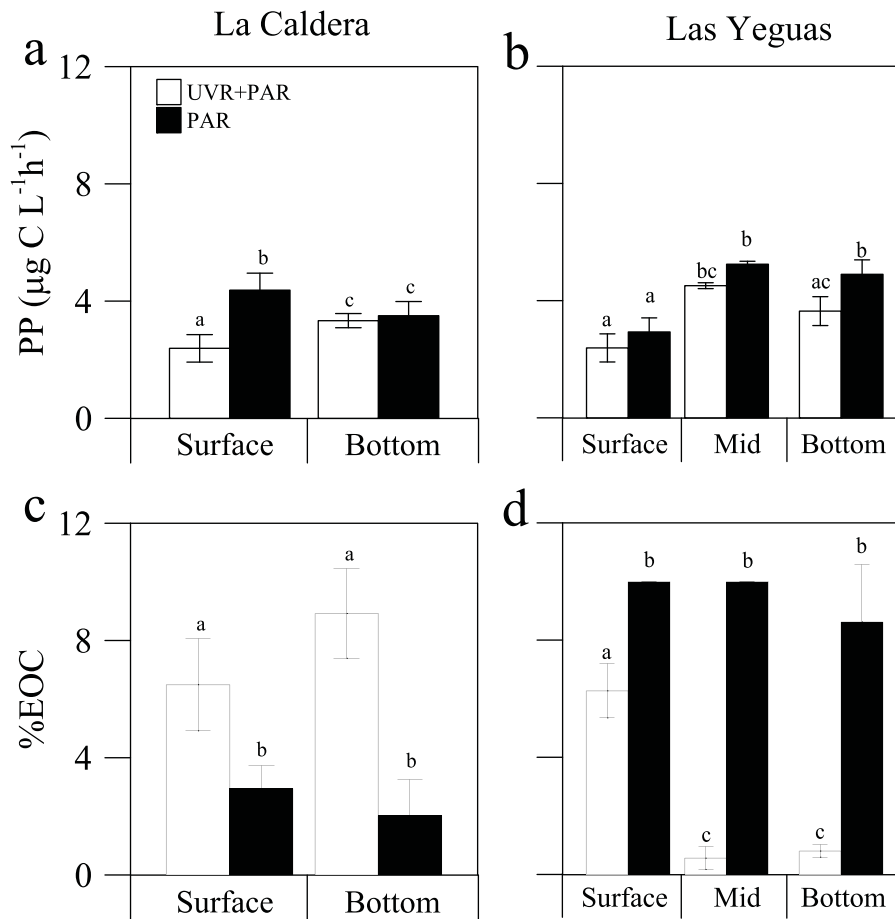 La Caldera
Las Yeguas
a
b
12
UVR+PAR
PAR
8
PP (µg C L⁻¹h⁻¹)
b
b
bc
b
c
c
ac
4
a
a
a
0
Surface
Bottom
Surface
Mid
Bottom
c
d
12
a
b
b
b
a
8
a
%EOC
b
b
4
c
c
0
Surface
Bottom
Surface
Mid
Bottom